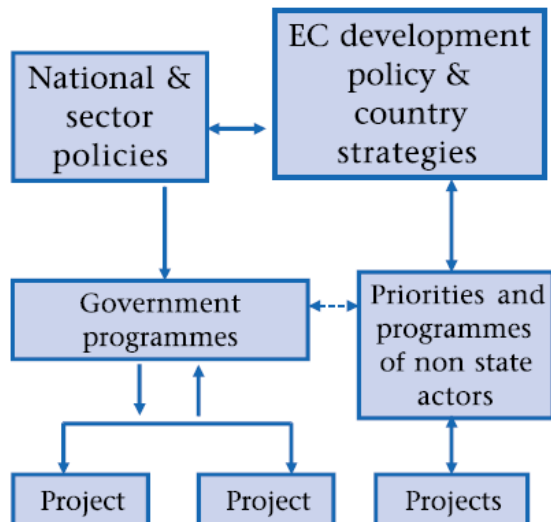 National &
sector
policies
EC development
policy &
country
strategies
Government
programmes
Priorities and
programmes
of non state
actors
Project
Project
Projects